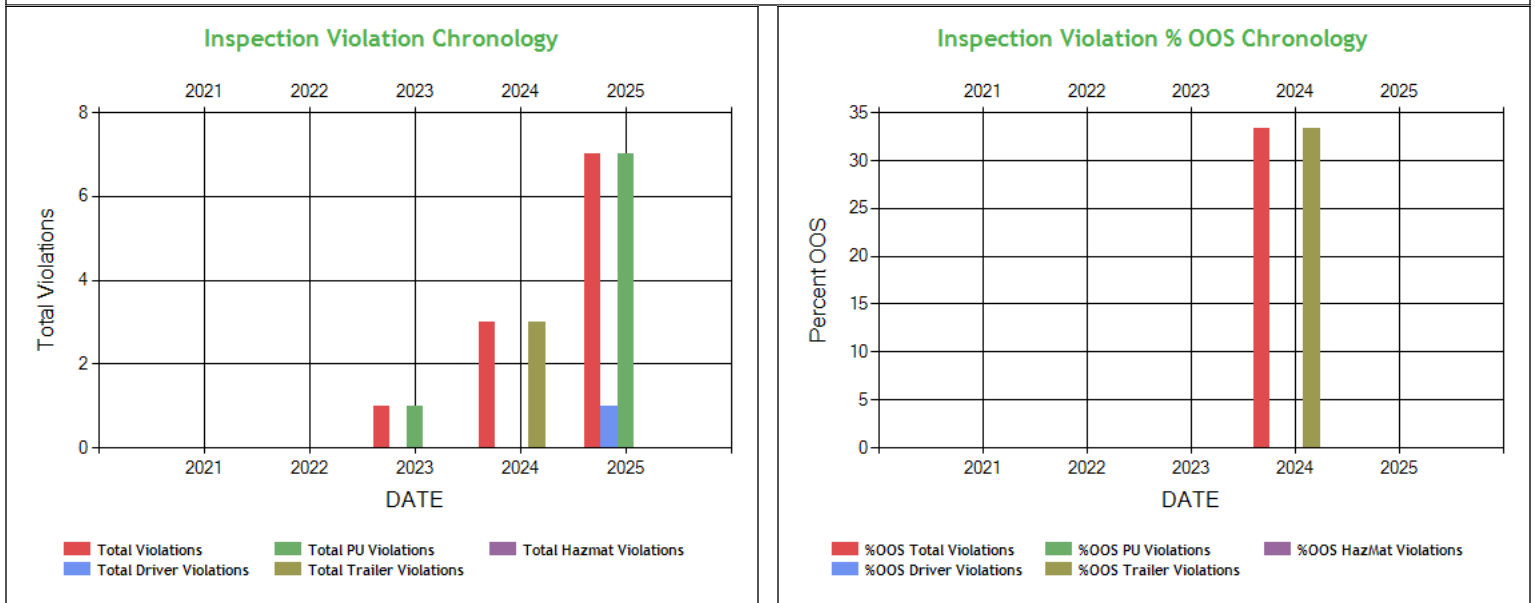 Inspection Violation Chronology
2021 2022 2023 2024 2025
8
6
4
2
0
Total Violations
2021 2022 2023 2024 2025
DATE
Total Violations Total PU Violations Total Hazmat Violations
Total Driver Violations Total Trailer Violations
Inspection Violation % OOS Chronology
2021 2022 2023 2024 2025
35
30
25
20
15
10
5
0
Percent OOS
2021 2022 2023 2024 2025
DATE
%OOS Total Violations %OOS PU Violations %OOS HazMat Violations
%OOS Driver Violations %OOS Trailer Violations